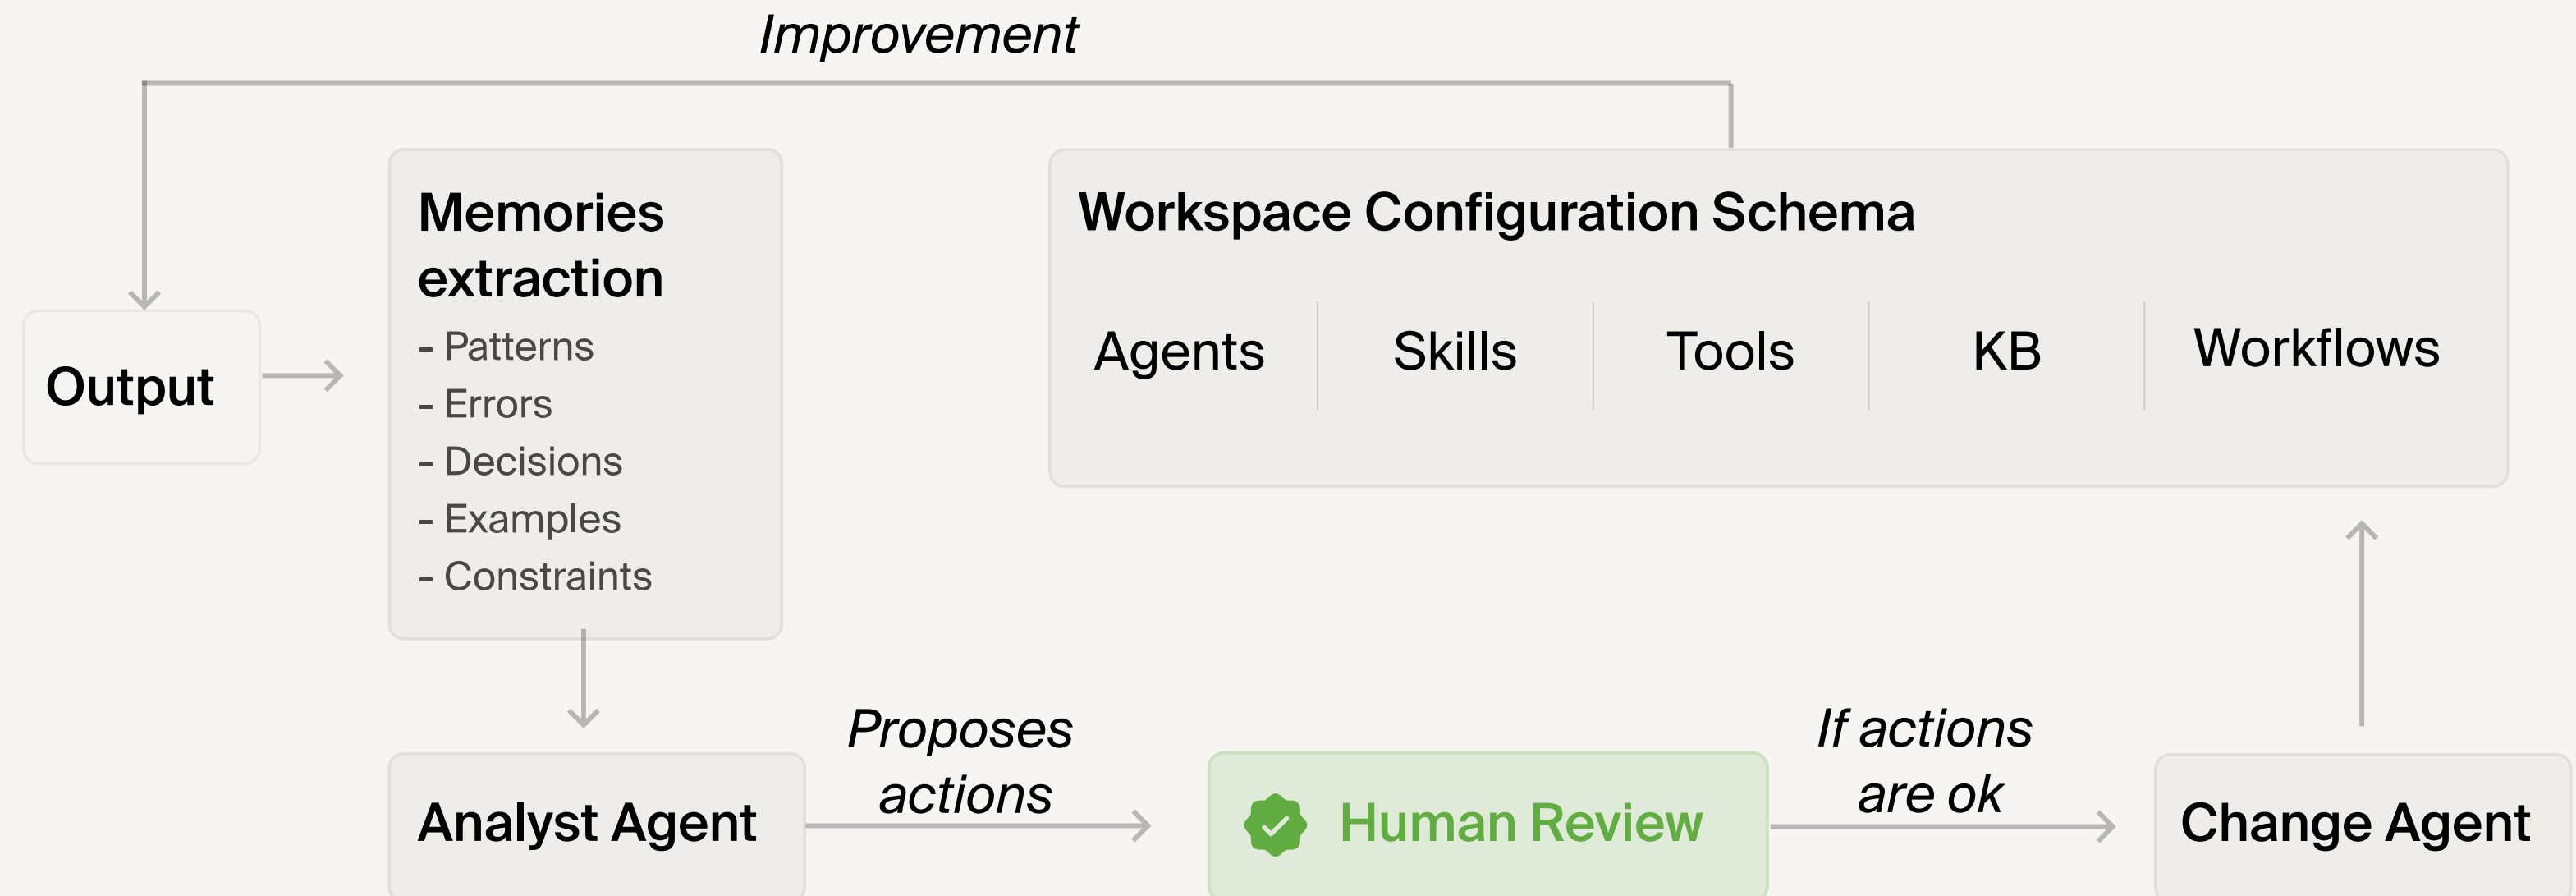 Improvement
Memories
extraction
- Patterns
- Errors
- Decisions
- Examples
- Constraints
Workspace Configuration Schema
Agents
Skills
Tools
KB
Workflows
Output
Analyst Agent
Proposes
actions
Human Review
If actions
are ok
Change Agent